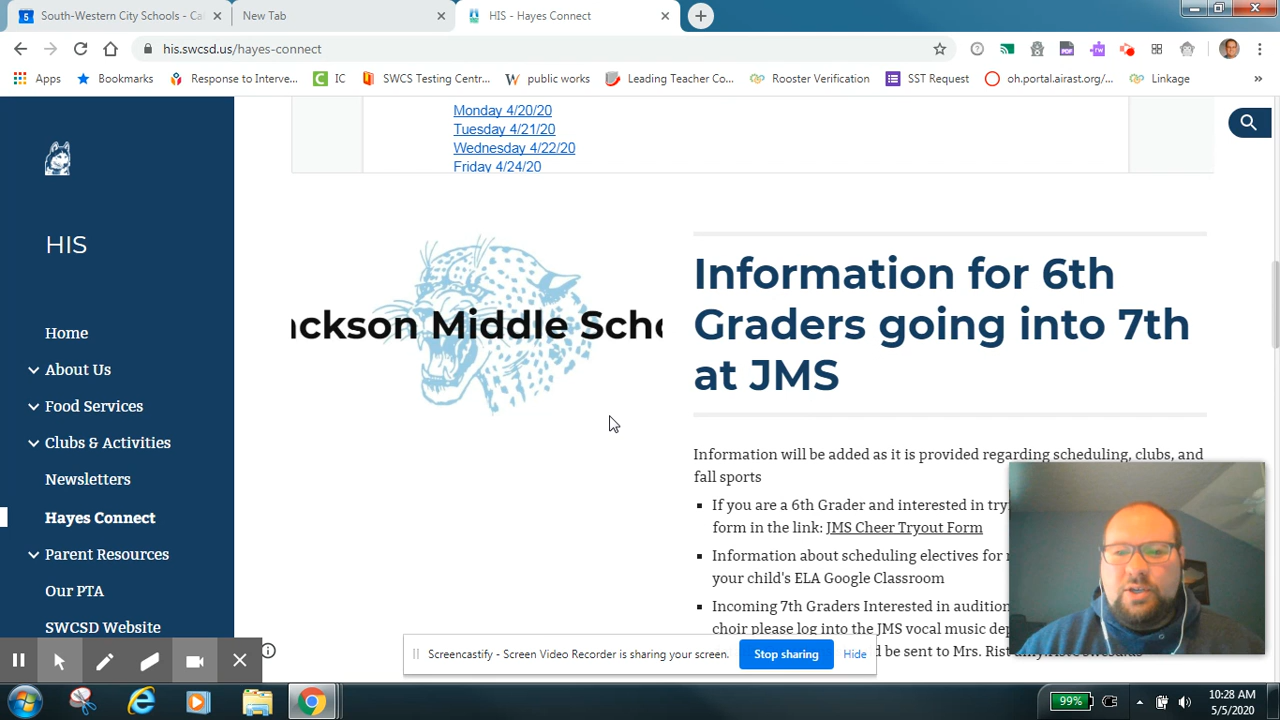 South-Western City Schools - Cal
New Tab
HIS - Hayes Connect
his.swcsd.us/hayes-connect
Apps
Bookmarks
Response to Interve...
IC
SWCS Testing Centr...
public works
Leading Teacher Co...
Rooster Verification
SST Request
oh.portal.airast.org/...
Linkage
»
HIS
Home
About Us
Food Services
Clubs & Activities
Newsletters
Hayes Connect
Parent Resources
Our PTA
SWCSD Website
Monday 4/20/20
Tuesday 4/21/20
Wednesday 4/22/20
Friday 4/24/20
ackson Middle Scho
Information for 6th
Graders going into 7th
at JMS
Information will be added as it is provided regarding scheduling, clubs, and
fall sports
If you are a 6th Grader and interested in try
form in the link: JMS Cheer Tryout Form
Information about scheduling electives for
your child's ELA Google Classroom
Incoming 7th Graders Interested in audition
choir please log into the JMS vocal music de
d be sent to Mrs. Rist
Screencastify - Screen Video Recorder is sharing your screen.
Stop sharing
Hide
99%
10:28 AM
5/5/2020